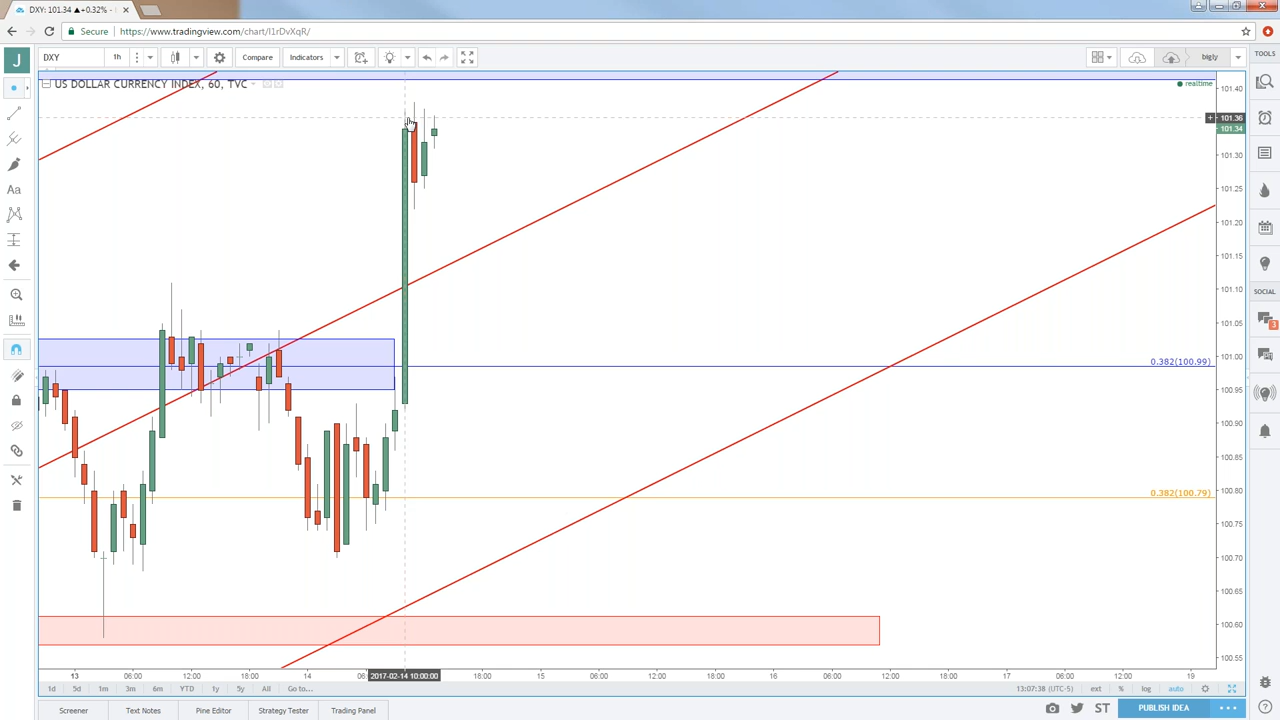 DXY: 101.34 ▲+0.32% -
Secure
https://www.tradingview.com/chart/I1rDvXqR/
J
DXY
1h
Compare
Indicators
bigly
TOOLS
US DOLLAR CURRENCY INDEX, 60, TVC
realtime
101.40
101.36
101.34
101.30
101.25
101.20
101.15
101.10
101.05
101.00
100.95
100.90
100.85
100.80
100.75
100.70
100.65
100.60
100.55
0.382(100.99)
0.382(100.79)
Aa
SOCIAL
3
13
06:00
12:00
18:00
14
2017-02-14 10:00:00
18:00
15
06:00
12:00
18:00
16
06:00
12:00
18:00
17
06:00
12:00
19
1d
5d
1m
3m
6m
YTD
1y
5y
All
Go to...
13:07:38 (UTC-5)
ext
%
log
auto
Screener
Text Notes
Pine Editor
Strategy Tester
Trading Panel
ST
PUBLISH IDEA